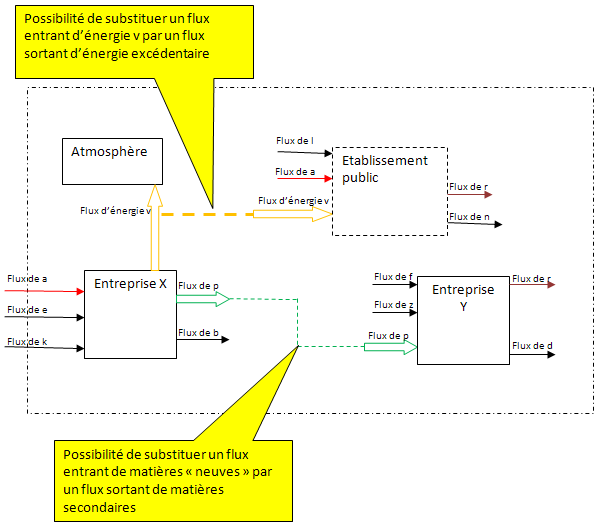 Possibilité de substituer un flux
entrant d’énergie v par un flux
sortant d’énergie excédentaire
Atmosphère
Flux de l
Flux de a
Etablissement
public
Flux de r
Flux d’énergie v
Flux d’énergie v
Flux de n
Flux de a
Flux de e
Flux de k
Entreprise X
Flux de p
Flux de b
Flux de f
Flux de z
Flux de p
Entreprise
Y
Flux de r
Flux de d
Possibilité de substituer un flux
entrant de matières « neuves » par
un flux sortant de matières
secondaires